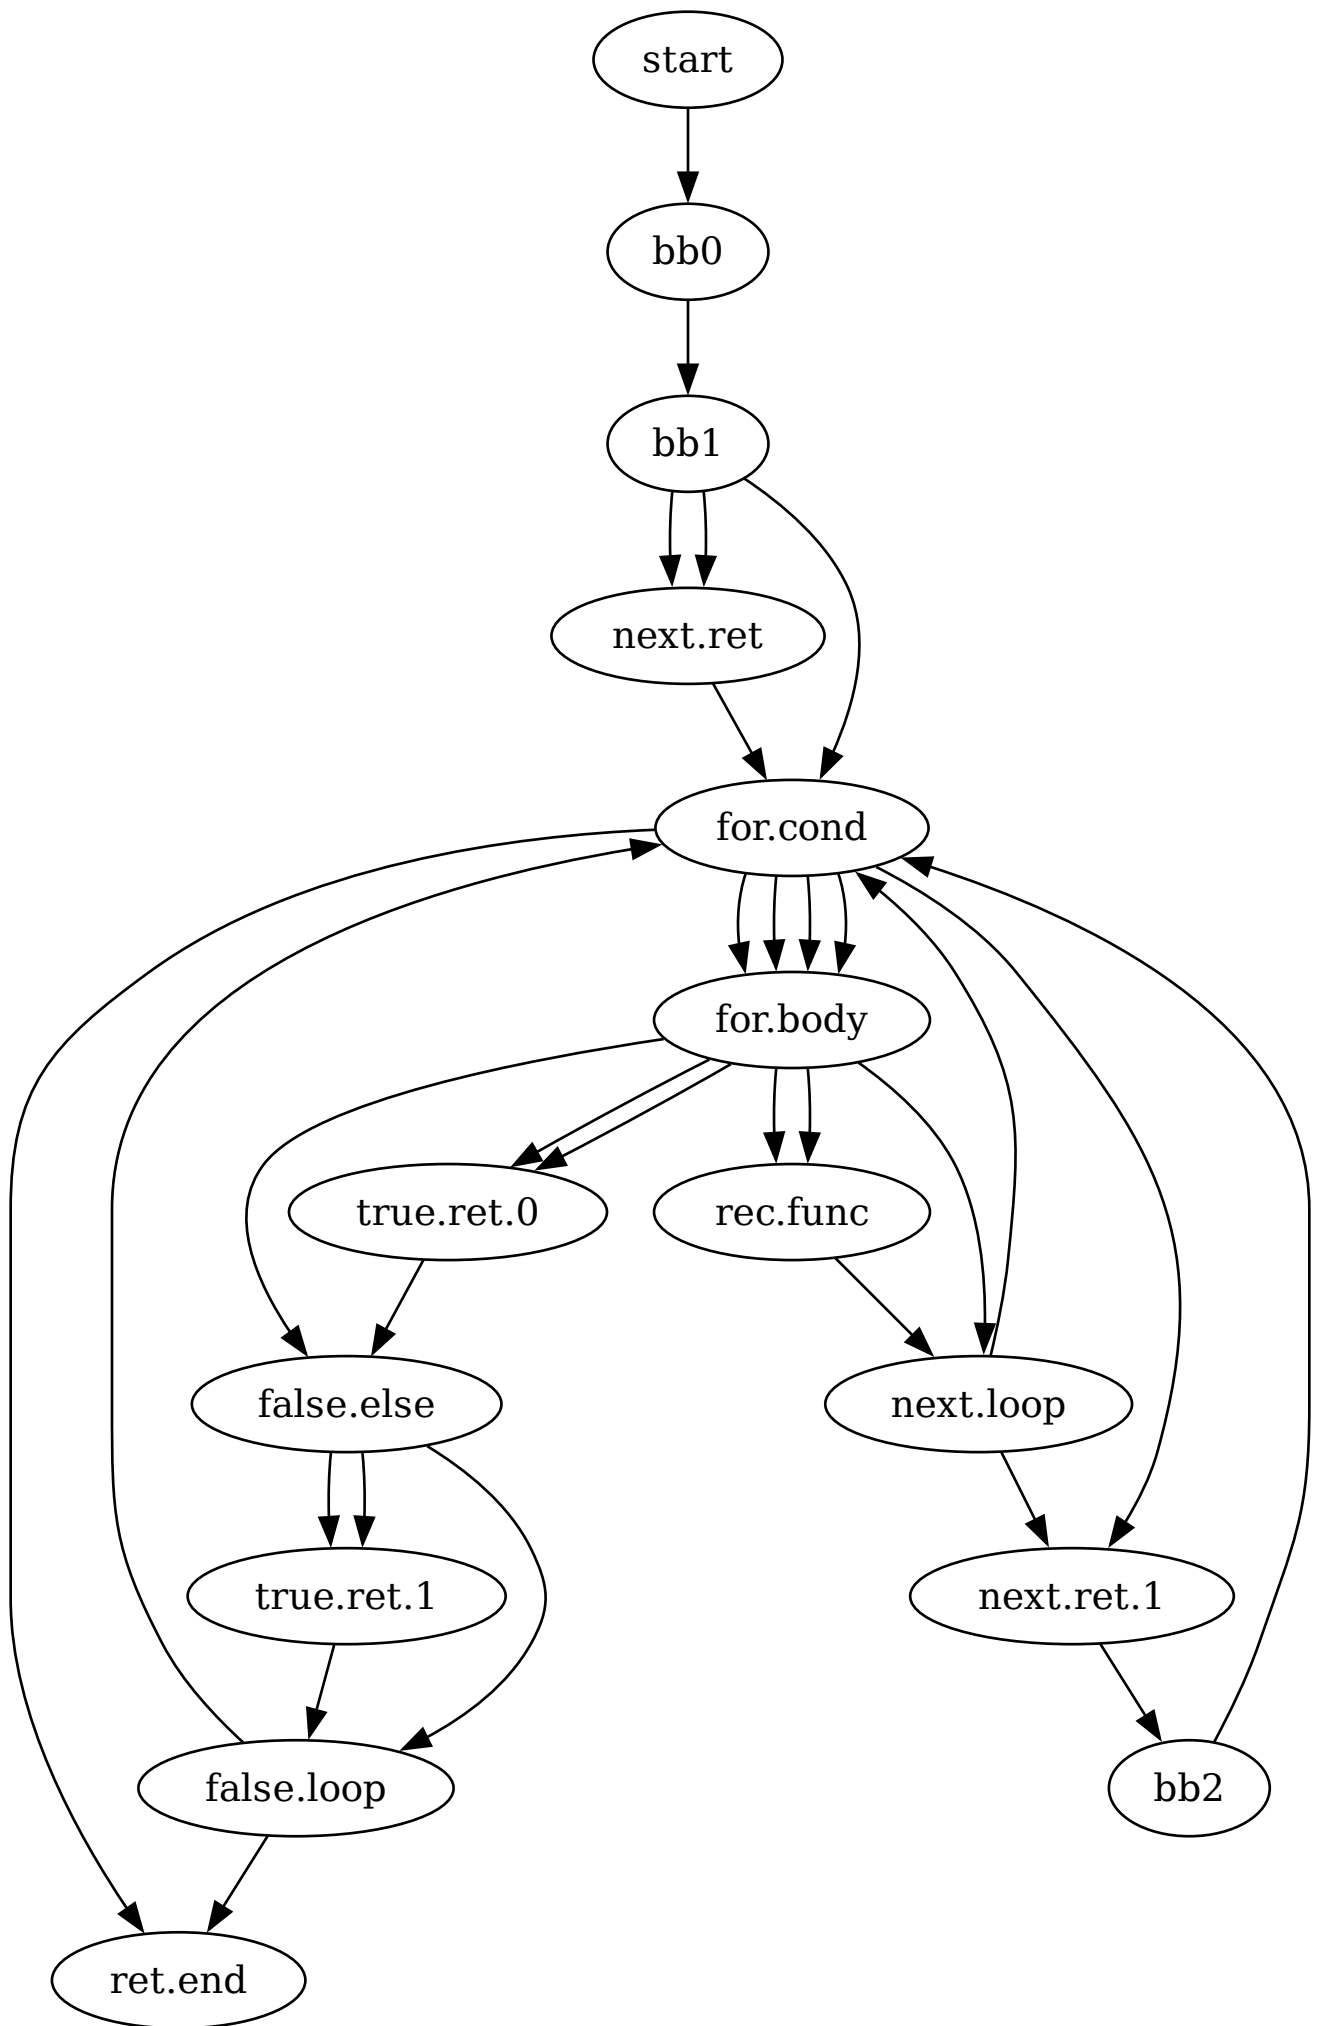 start
bb0
bb1
next.ret
for.cond
for.body
true.ret.0
rec.func
false.else
next.loop
true.ret.1
next.ret.1
false.loop
bb2
ret.end